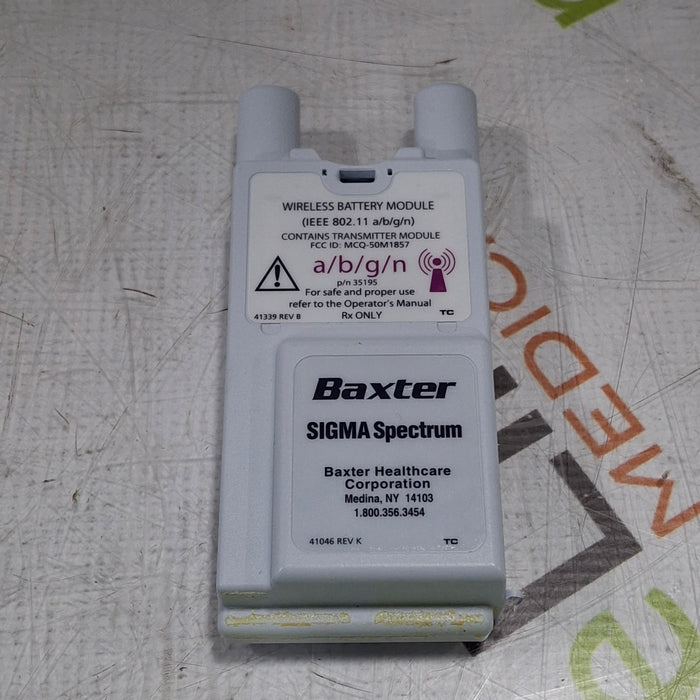 WIRELESS BATTERY MODULE
(IEEE 802.11 a/b/g/n)
CONTAINS TRANSMITTER MODULE
FCC ID: MCQ-50M1857
a/b/g/n
p/n 35195
For safe and proper use
refer to the Operator's Manual
41339 REV B Rx ONLY TC
Baxter
SIGMA Spectrum
Baxter Healthcare
Corporation
Medina, NY 14103
1.800.356.3454
41046 REV K TC
MEDIO